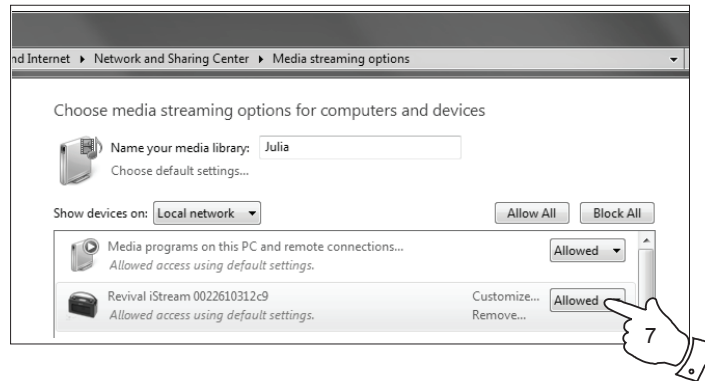 nd Internet ▸ Network and Sharing Center ▸ Media streaming options
Choose media streaming options for computers and devices
Name your media library: Julia
Choose default settings...
Show devices on: Local network Allow All Block All
Media programs on this PC and remote connections... Allowed
Allowed access using default settings.
Revival iStream 0022610312c9 Customize... Allowed
Allowed access using default settings. Remove...
7